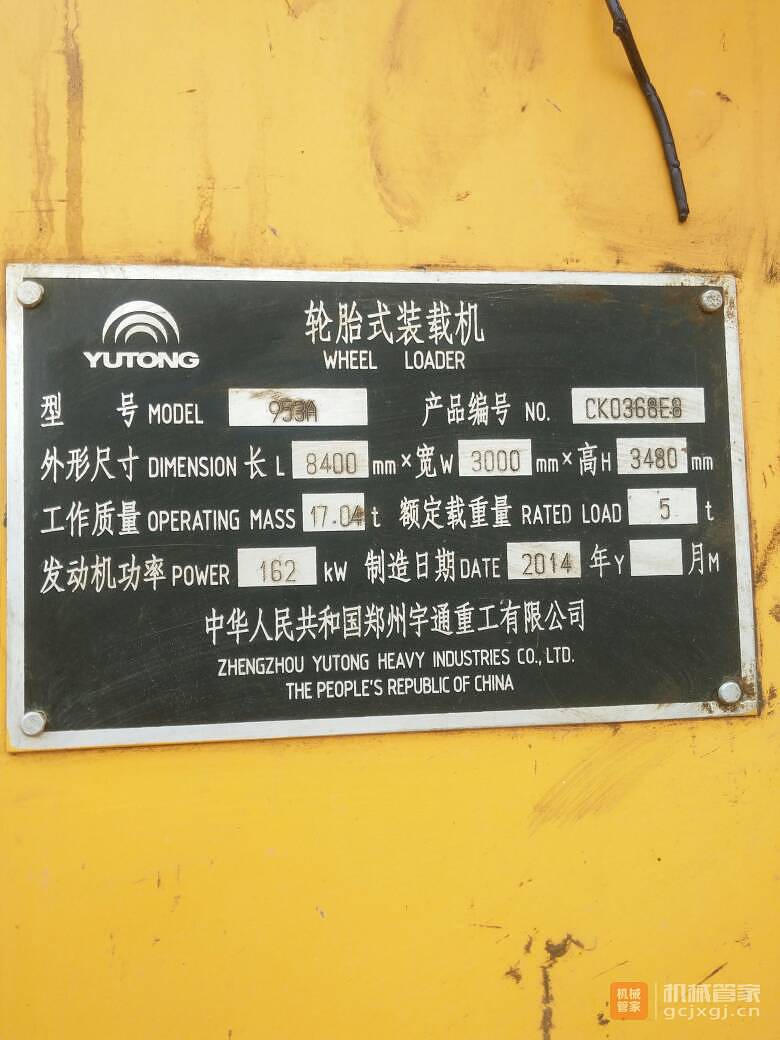 YUTONG
轮胎式装载机
WHEEL LOADER
型 号 MODEL 953A 产品编号 NO. CK0368E8
外形尺寸 DIMENSION 长 L 8400 mm × 宽 W 3000 mm × 高 H 3480 mm
工作质量 OPERATING MASS 17.04 t 额定载重量 RATED LOAD 5 t
发动机功率 POWER 162 kW 制造日期 DATE 2014 年 Y 月 M
中华人民共和国郑州宇通重工有限公司
ZHENGZHOU YUTONG HEAVY INDUSTRIES CO., LTD.
THE PEOPLE'S REPUBLIC OF CHINA
机械管家 机械管家
gcjxgj.cn